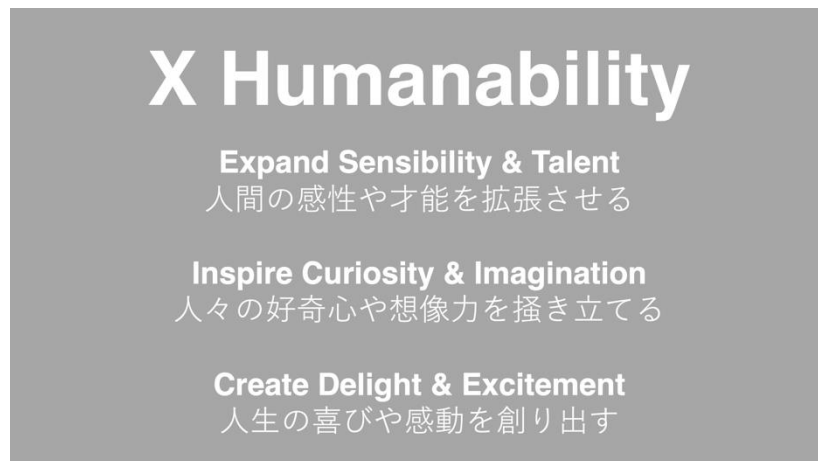 X Humanability
Expand Sensibility & Talent
人間の感性や才能を拡張させる
Inspire Curiosity & Imagination
人々の好奇心や想像力を掻き立てる
Create Delight & Excitement
人生の喜びや感動を創り出す